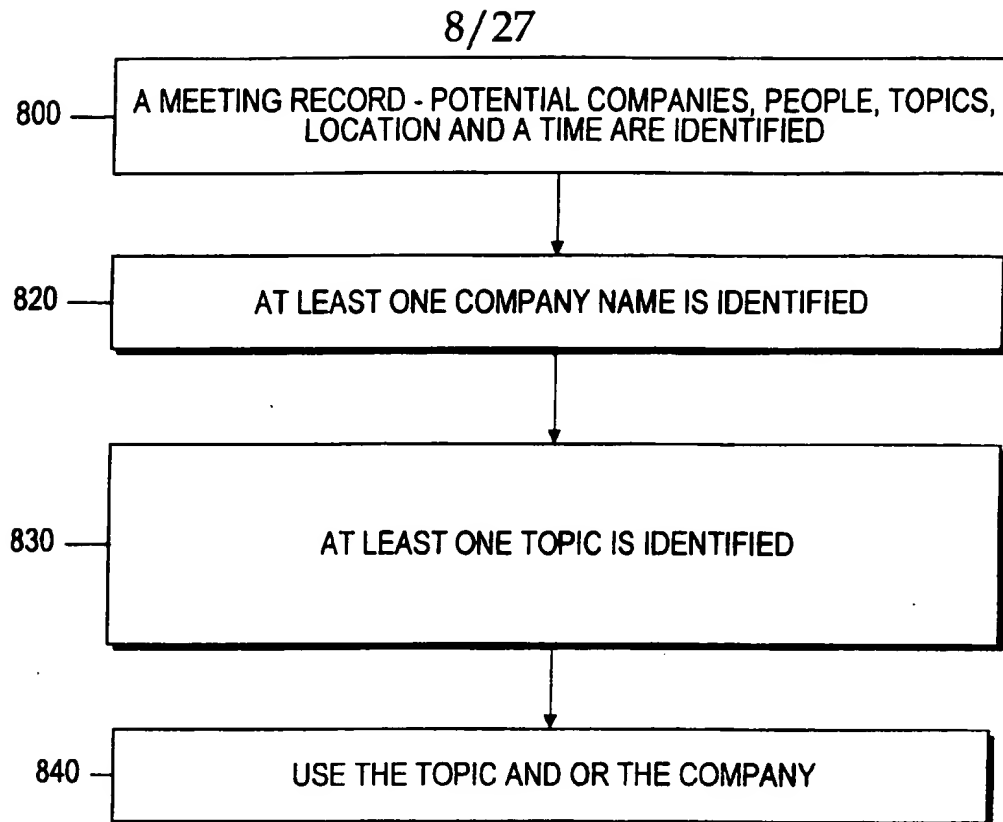 8/27
800
A MEETING RECORD - POTENTIAL COMPANIES, PEOPLE, TOPICS,
LOCATION AND A TIME ARE IDENTIFIED
820
AT LEAST ONE COMPANY NAME IS IDENTIFIED
830
AT LEAST ONE TOPIC IS IDENTIFIED
840
USE THE TOPIC AND OR THE COMPANY